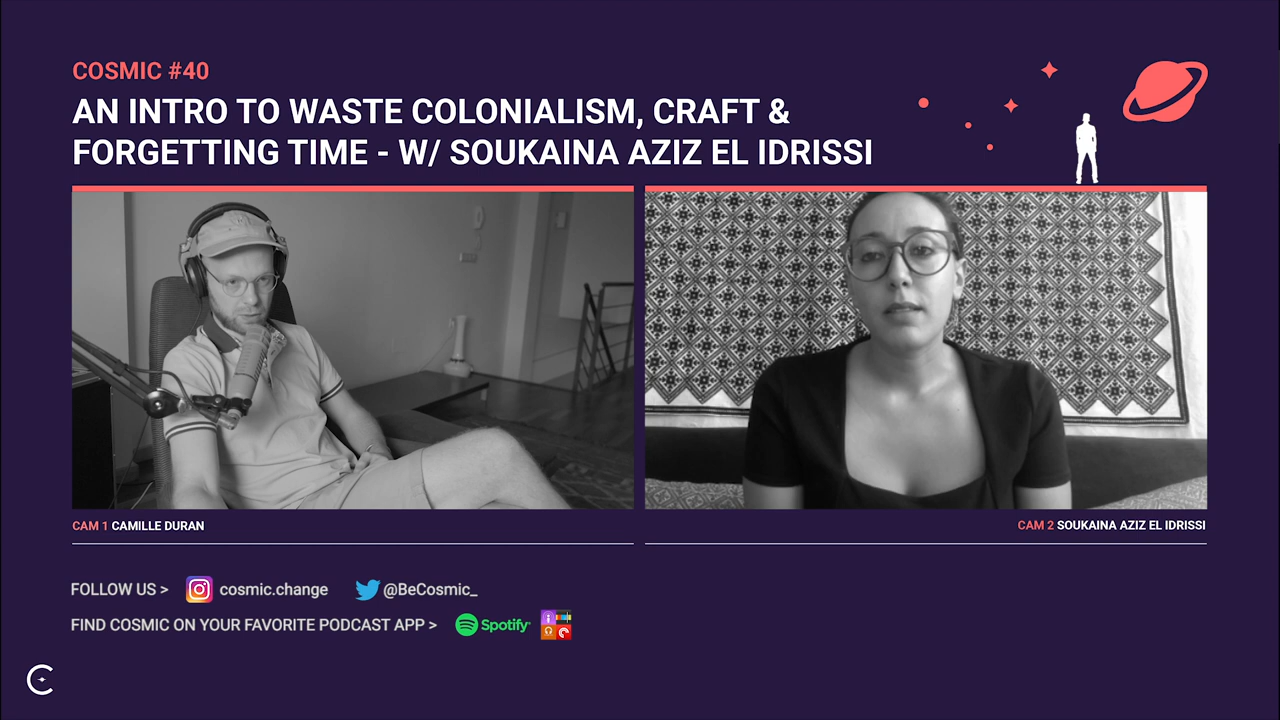 COSMIC #40
AN INTRO TO WASTE COLONIALISM, CRAFT &
FORGETTING TIME - W/ SOUKAINA AZIZ EL IDRISSI
CAM 1 CAMILLE DURAN
CAM 2 SOUKAINA AZIZ EL IDRISSI
FOLLOW US > cosmic.change @BeCosmic_
FIND COSMIC ON YOUR FAVORITE PODCAST APP > Spotify